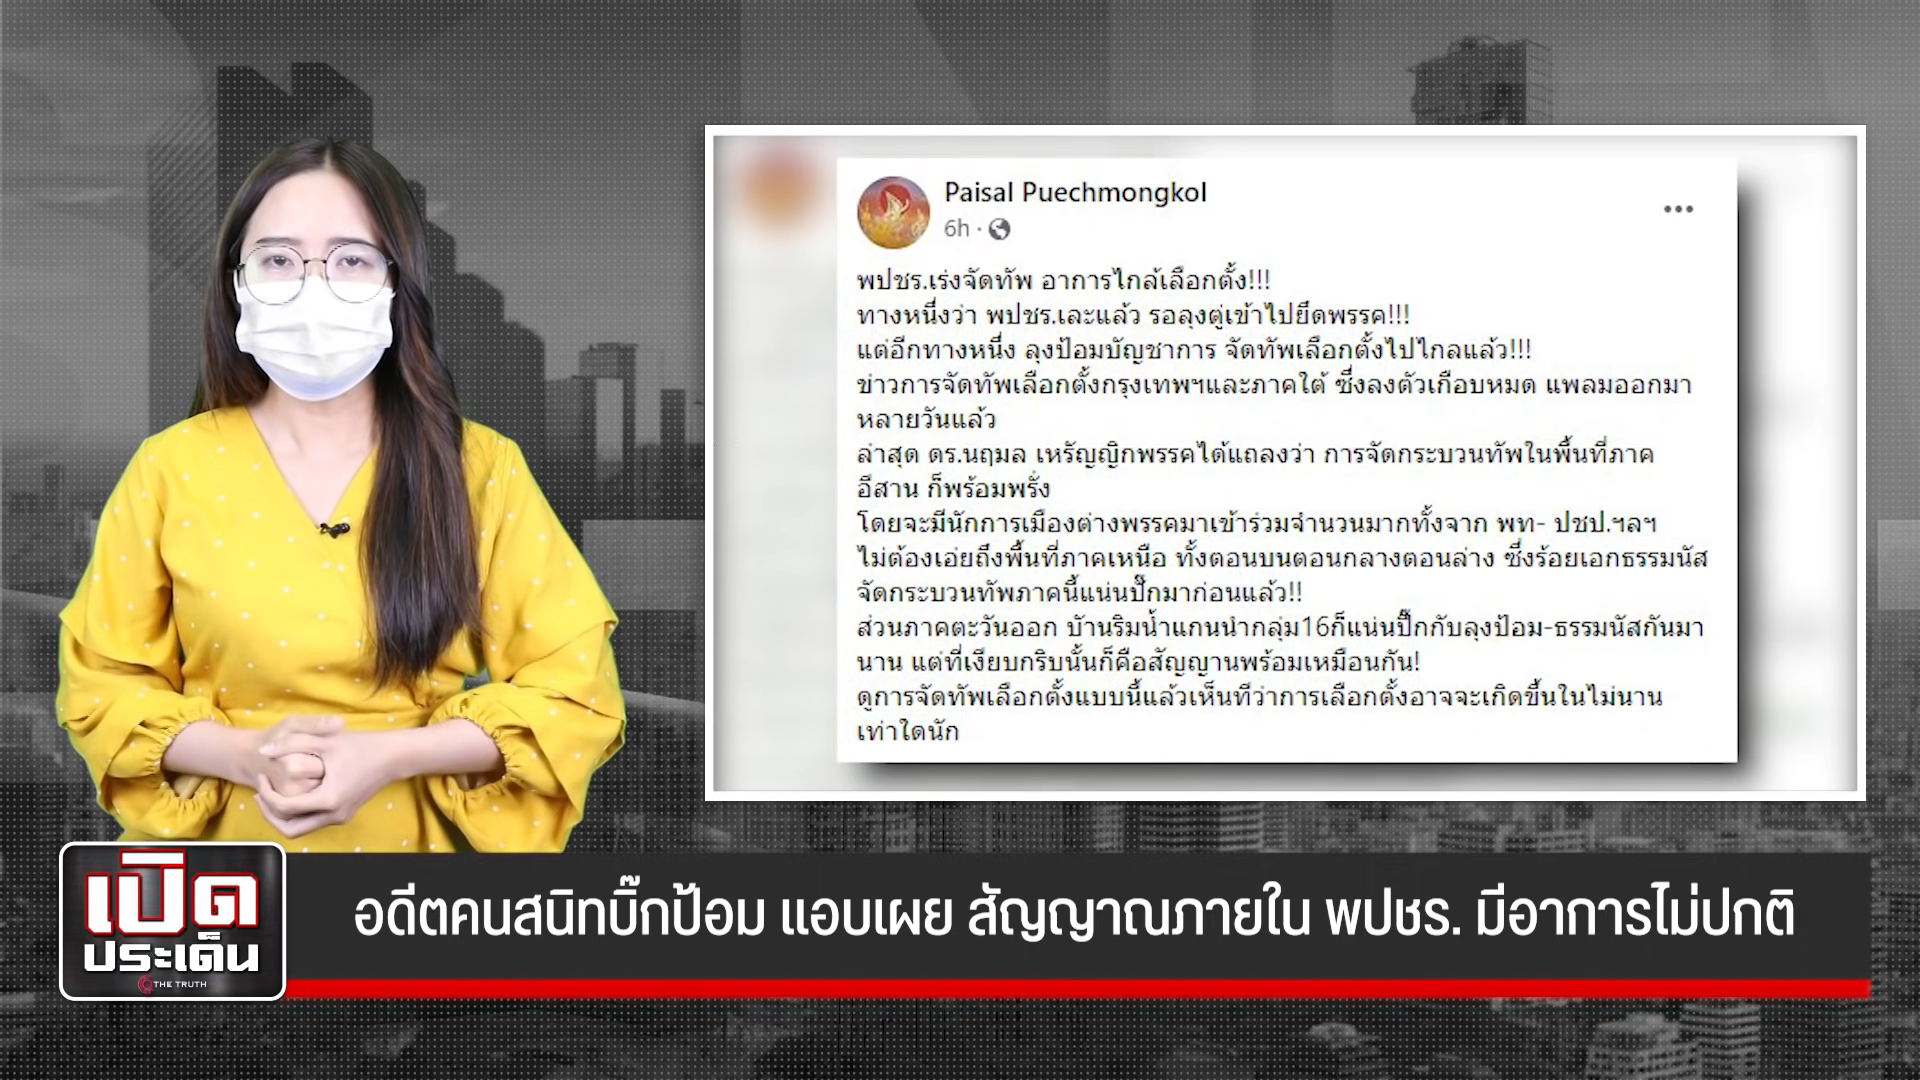 Paisal Puechmongkol
6h ·
พปชร.เร่งจัดทัพ อาการใกล้เลือกตั้ง!!!
ทางหนึ่งว่า พปชร.เละแล้ว รอลุงตู่เข้าไปยึดพรรค!!!
แต่อีกทางหนึ่ง ลุงป้อมบัญชาการ จัดทัพเลือกตั้งไปไกลแล้ว!!!
ข่าวการจัดทัพเลือกตั้งกรุงเทพฯและภาคใต้ ซึ่งลงตัวเกือบหมด แพลมออกมา
หลายวันแล้ว
ล่าสุด ดร.นฤมล เหรัญญิกพรรคได้แถลงว่า การจัดกระบวนทัพในพื้นที่ภาค
อีสาน ก็พร้อมพรั่ง
โดยจะมีนักการเมืองต่างพรรคมาเข้าร่วมจำนวนมากทั้งจาก พท- ปชป.ฯลฯ
ไม่ต้องเอ่ยถึงพื้นที่ภาคเหนือ ทั้งตอนบนตอนกลางตอนล่าง ซึ่งร้อยเอกธรรมนัส
จัดกระบวนทัพภาคนี้แน่นปึ๊กมาก่อนแล้ว!!
ส่วนภาคตะวันออก บ้านริมน้ำแกนนำกลุ่ม16ก็แน่นปึ๊กกับลุงป้อม-ธรรมนัสกันมา
นาน แต่ที่เงียบกริบนั้นก็คือสัญญานพร้อมเหมือนกัน!
ดูการจัดทัพเลือกตั้งแบบนี้แล้วเห็นทีว่าการเลือกตั้งอาจจะเกิดขึ้นในไม่นาน
เท่าใดนัก
เปิด
ประเด็น
THE TRUTH
อดีตคนสนิทบิ๊กป้อม แอบเผย สัญญาณภายใน พปชร. มีอาการไม่ปกติ